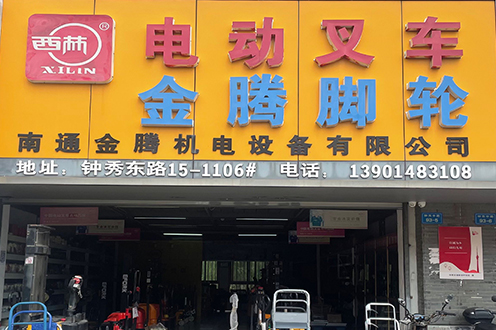 西林®
XILIN
电动叉车
金腾脚轮
南通金腾机电设备有限公司
地址：钟秀东路15-1106# 电话：13901483108